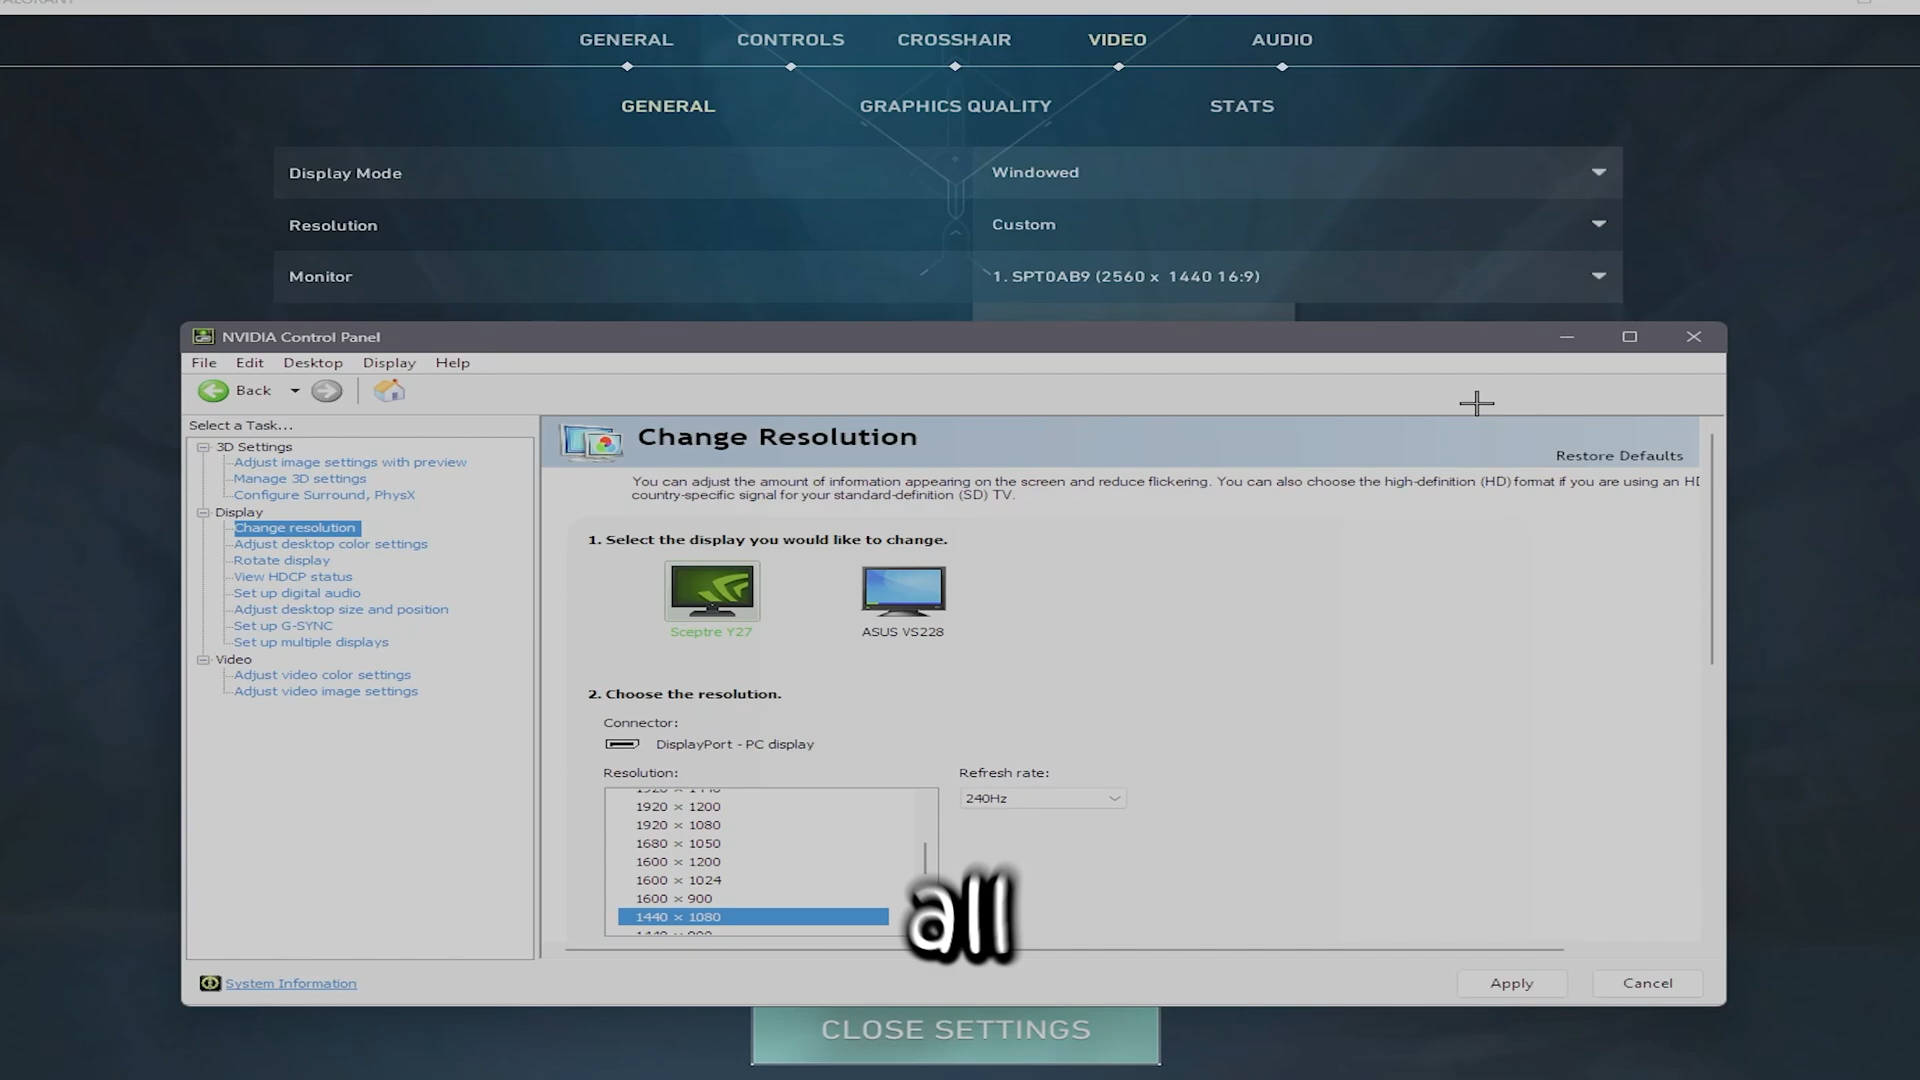 GENERAL CONTROLS CROSSHAIR VIDEO AUDIO
GENERAL GRAPHICS QUALITY STATS
Display Mode Windowed
Resolution Custom
Monitor 1. SPT0AB9 (2560 x 1440 16:9)
NVIDIA Control Panel
File Edit Desktop Display Help
Back
Select a Task...
3D Settings
Adjust image settings with preview
Manage 3D settings
Configure Surround, PhysX
Display
Change resolution
Adjust desktop color settings
Rotate display
View HDCP status
Set up digital audio
Adjust desktop size and position
Set up G-SYNC
Set up multiple displays
Video
Adjust video color settings
Adjust video image settings
System Information
Change Resolution
Restore Defaults
You can adjust the amount of information appearing on the screen and reduce flickering. You can also choose the high-definition (HD) format if you are using an HD
country-specific signal for your standard-definition (SD) TV.
1. Select the display you would like to change.
Sceptre Y27 ASUS VS228
2. Choose the resolution.
Connector:
DisplayPort - PC display
Resolution: Refresh rate:
240Hz
1920 × 1200
1920 × 1080
1680 × 1050
1600 × 1200
1600 × 1024
1600 × 900
1440 × 1080
all
Apply Cancel
CLOSE SETTINGS